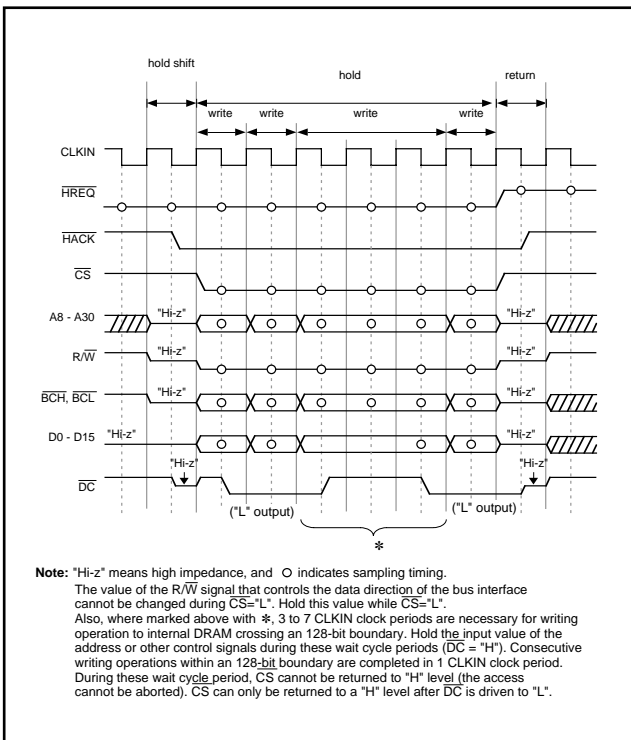 hold shift
hold
return
write
write
write
write
CLKIN
HREQ
HACK
CS
A8 - A30
"Hi-z"
"Hi-z"
R/W
"Hi-z"
"Hi-z"
BCH, BCL
"Hi-z"
"Hi-z"
D0 - D15
"Hi-z"
"Hi-z"
"Hi-z"
"Hi-z"
DC
("L" output)
("L" output)
*
Note: "Hi-z" means high impedance, and O indicates sampling timing.
The value of the R/W signal that controls the data direction of the bus interface
cannot be changed during CS="L". Hold this value while CS="L".
Also, where marked above with *, 3 to 7 CLKIN clock periods are necessary for writing
operation to internal DRAM crossing an 128-bit boundary. Hold the input value of the
address or other control signals during these wait cycle periods (DC = "H"). Consecutive
writing operations within an 128-bit boundary are completed in 1 CLKIN clock period.
During these wait cycle period, CS cannot be returned to "H" level (the access
cannot be aborted). CS can only be returned to a "H" level after DC is driven to "L".